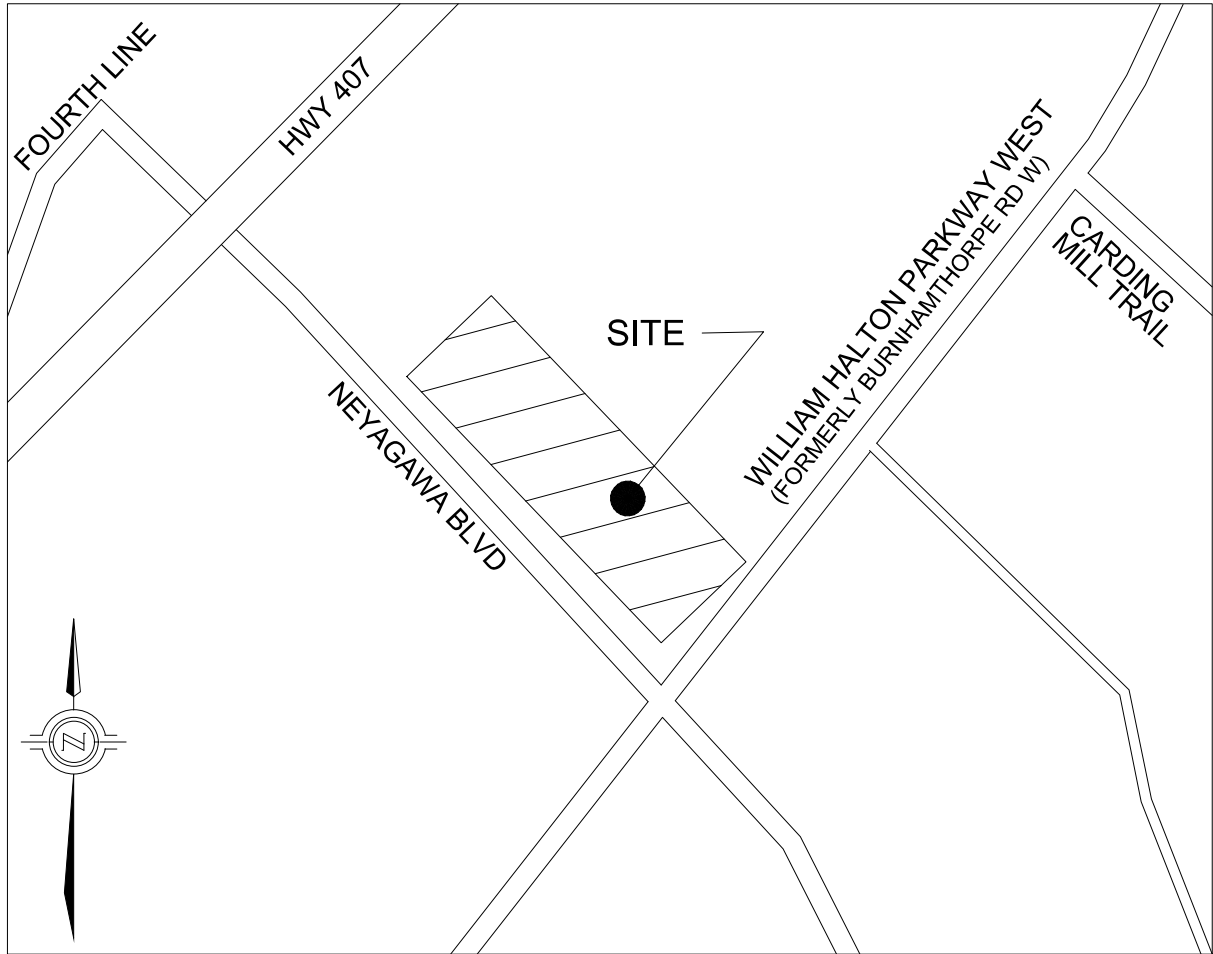 FOURTH LINE
HWY 407
WILLIAM HALTON PARKWAY WEST
(FORMERLY BURNHAMTHORPE RD W)
CARDING
MILL TRAIL
SITE
NEYAGAWA BLVD
N